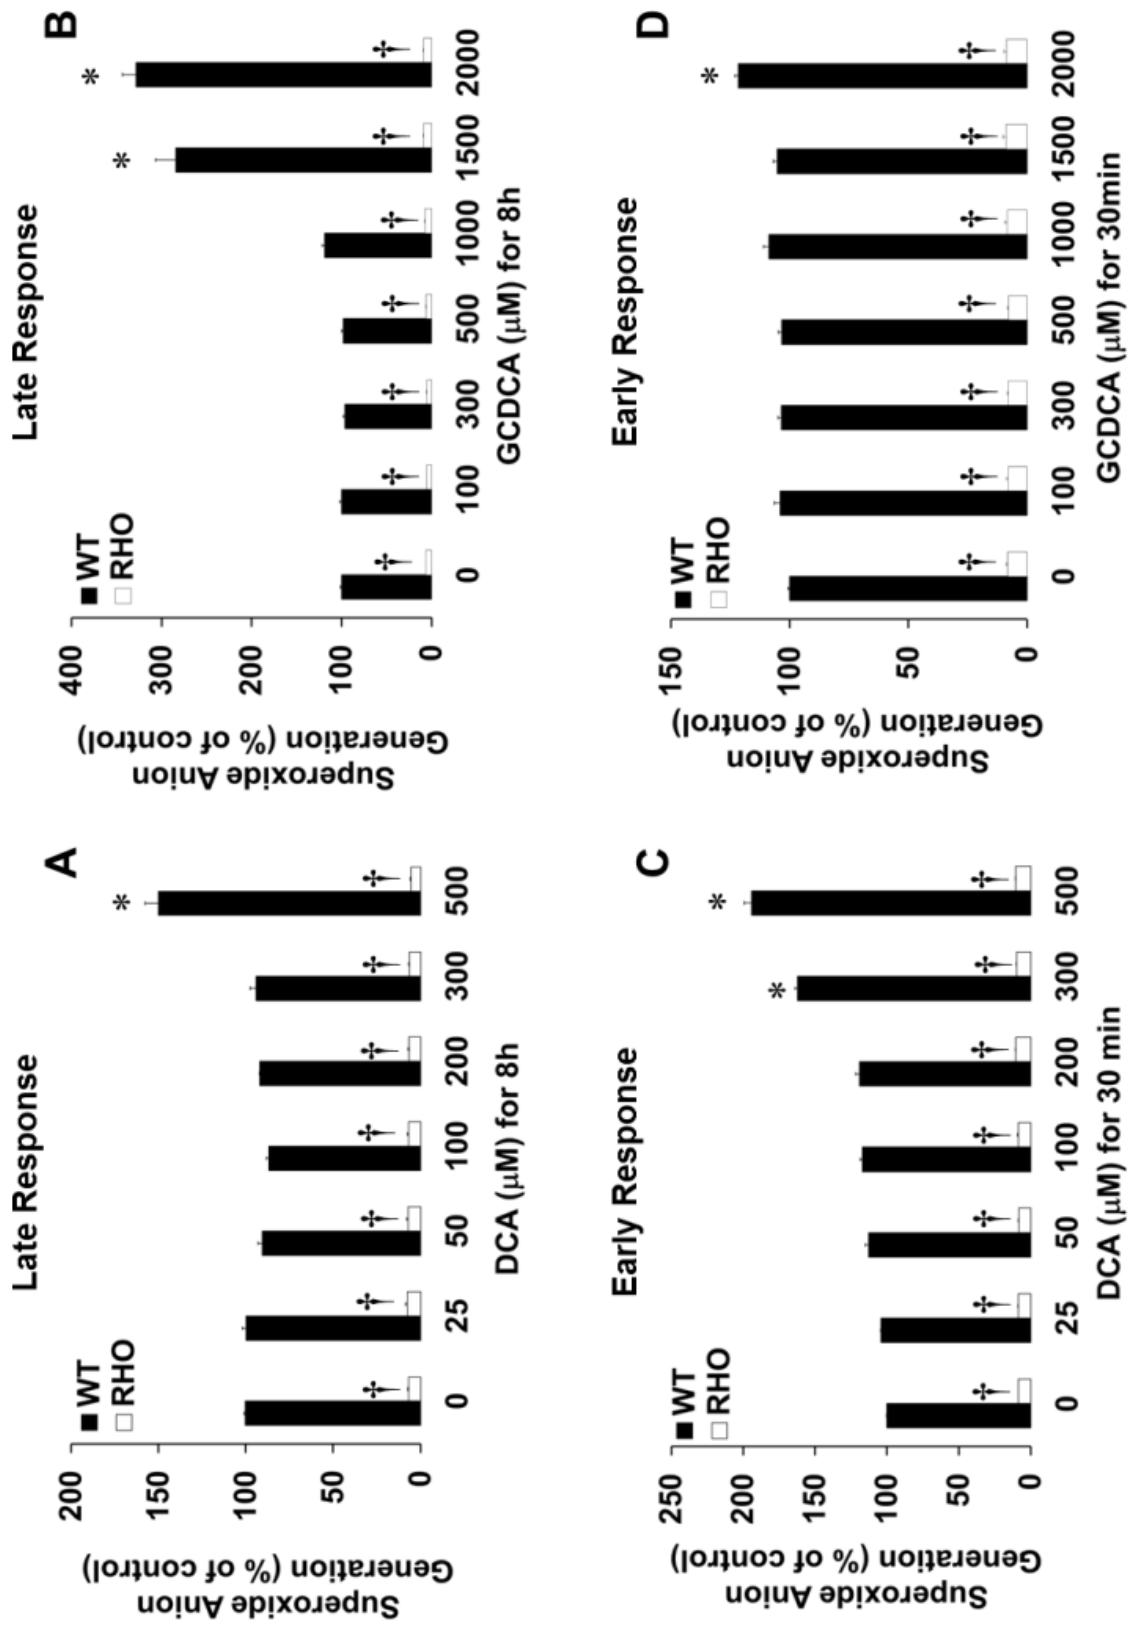 A
Late Response
WT
RHO
Superoxide Anion
Generation (% of control)
200
150
100
50
0
0 25 50 100 200 300 500
* 
DCA (μM) for 8h
B
Late Response
WT
RHO
Superoxide Anion
Generation (% of control)
400
300
200
100
0
* *
0 100 300 500 1000 1500 2000
GCDCA (μM) for 8h
C
Early Response
WT
RHO
Superoxide Anion
Generation (% of control)
250
200
150
100
50
0
* *
0 25 50 100 200 300 500
DCA (μM) for 30 min
D
Early Response
WT
RHO
Superoxide Anion
Generation (% of control)
150
100
50
0
*
0 100 300 500 1000 1500 2000
GCDCA (μM) for 30min